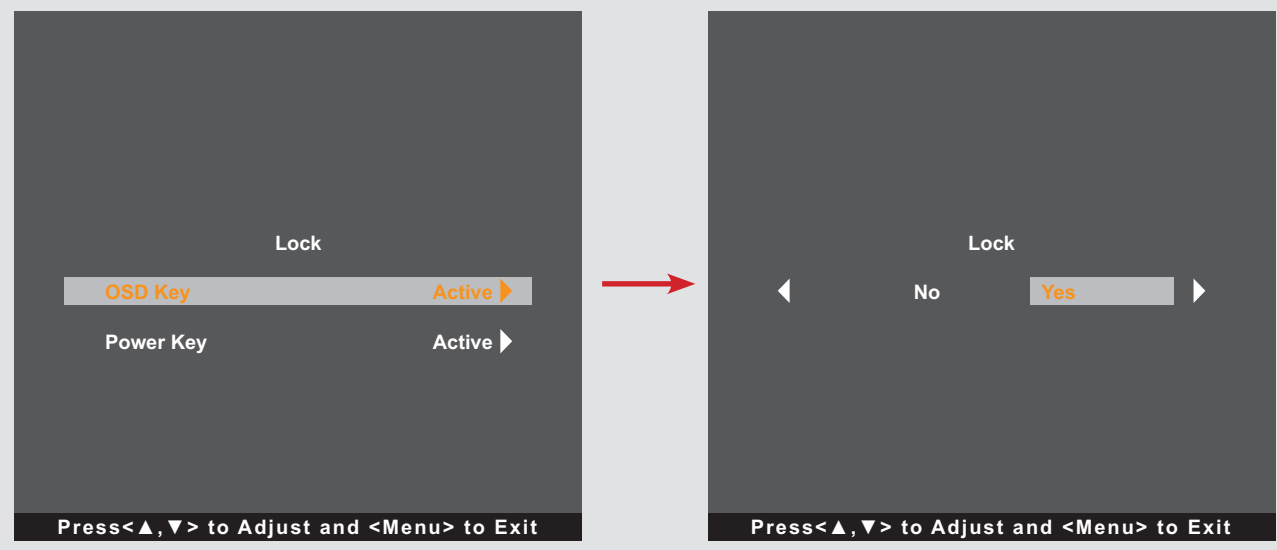 Lock
OSD Key Active
Power Key Active
Press<▲,▼> to Adjust and <Menu> to Exit
Lock
No Yes
Press<▲,▼> to Adjust and <Menu> to Exit